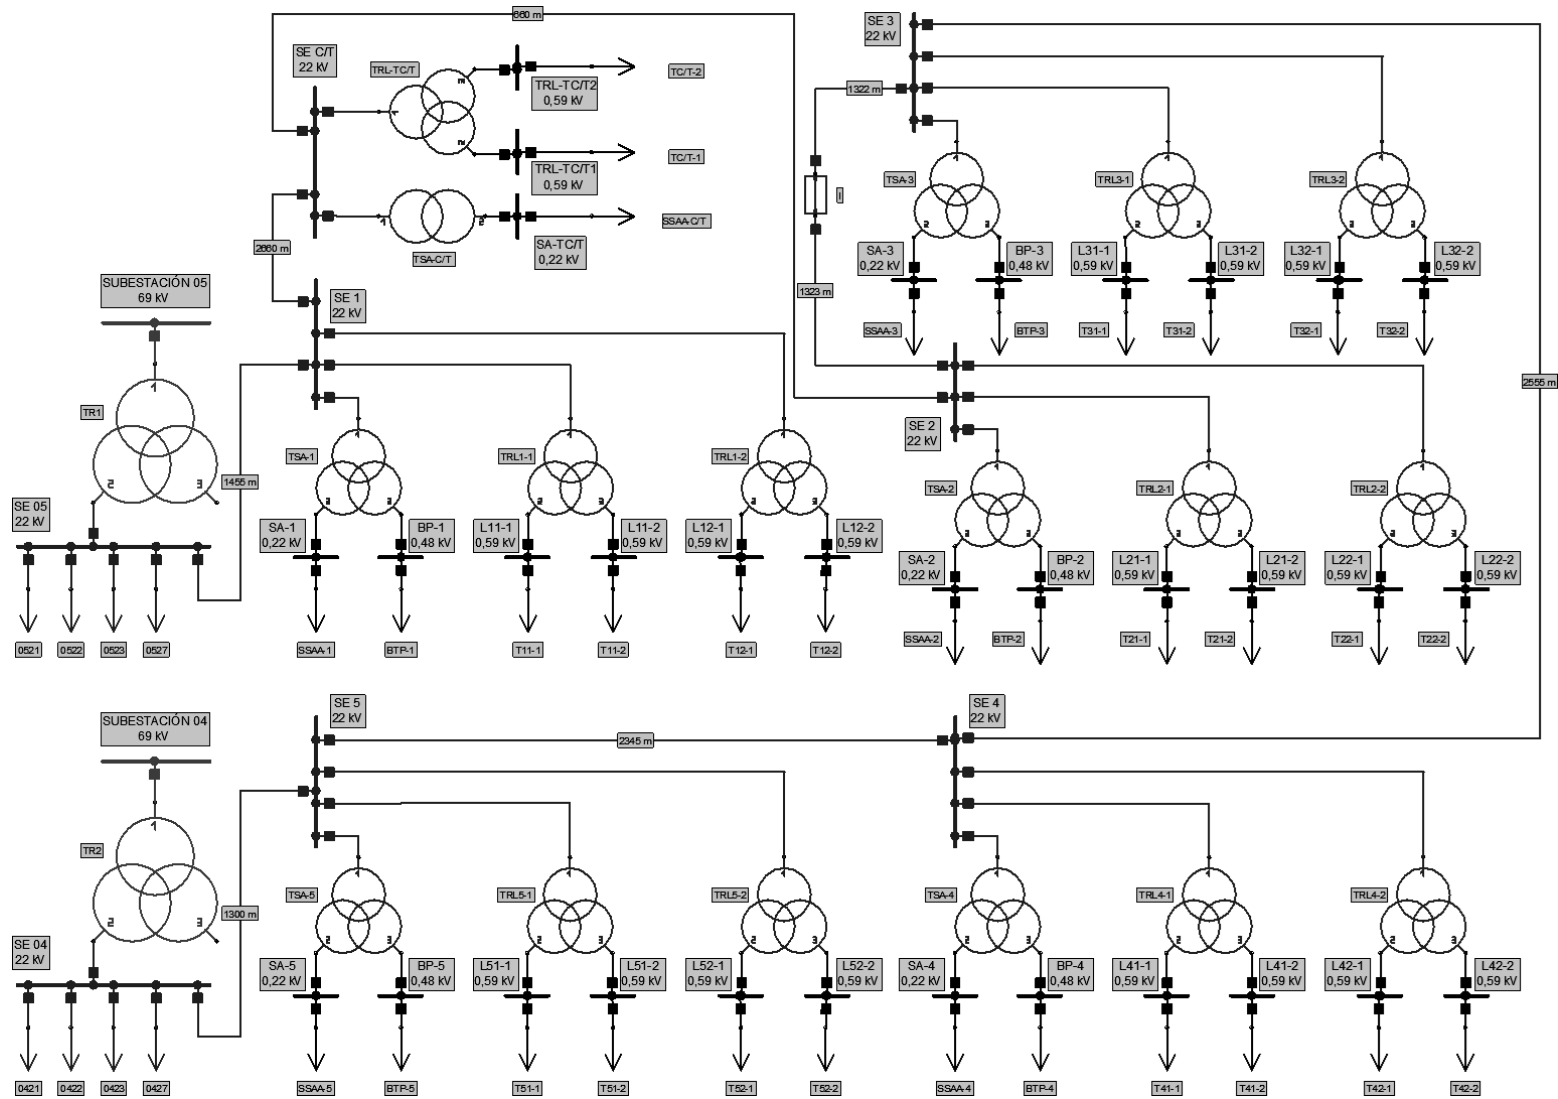 660 m
SE C/T
22 kV
TRL-TC/T
TRL-TC/T2
0,59 kV
TC/T-2
TRL-TC/T1
0,59 kV
TC/T-1
SA-TC/T
0,22 kV
SSAA-C/T
TSA-C/T
2660 m
SE 3
22 kV
1322 m
I
1323 m
2555 m
TSA-3
TRL3-1
TRL3-2
SA-3
0,22 kV
BP-3
0,48 kV
L31-1
0,59 kV
L31-2
0,59 kV
L32-1
0,59 kV
L32-2
0,59 kV
SSAA-3
BTP-3
T31-1
T31-2
T32-1
T32-2
SUBESTACIÓN 05
69 kV
TR1
SE 05
22 kV
0521
0522
0523
0527
1455 m
SE 1
22 kV
TSA-1
TRL1-1
TRL1-2
SA-1
0,22 kV
BP-1
0,48 kV
L11-1
0,59 kV
L11-2
0,59 kV
L12-1
0,59 kV
L12-2
0,59 kV
SSAA-1
BTP-1
T11-1
T11-2
T12-1
T12-2
SE 2
22 kV
TSA-2
TRL2-1
TRL2-2
SA-2
0,22 kV
BP-2
0,48 kV
L21-1
0,59 kV
L21-2
0,59 kV
L22-1
0,59 kV
L22-2
0,59 kV
SSAA-2
BTP-2
T21-1
T21-2
T22-1
T22-2
SUBESTACIÓN 04
69 kV
TR2
SE 04
22 kV
0421
0422
0423
0427
1300 m
SE 5
22 kV
2345 m
TSA-5
TRL5-1
TRL5-2
SA-5
0,22 kV
BP-5
0,48 kV
L51-1
0,59 kV
L51-2
0,59 kV
L52-1
0,59 kV
L52-2
0,59 kV
SSAA-5
BTP-5
T51-1
T51-2
T52-1
T52-2
SE 4
22 kV
TSA-4
TRL4-1
TRL4-2
SA-4
0,22 kV
BP-4
0,48 kV
L41-1
0,59 kV
L41-2
0,59 kV
L42-1
0,59 kV
L42-2
0,59 kV
SSAA-4
BTP-4
T41-1
T41-2
T42-1
T42-2